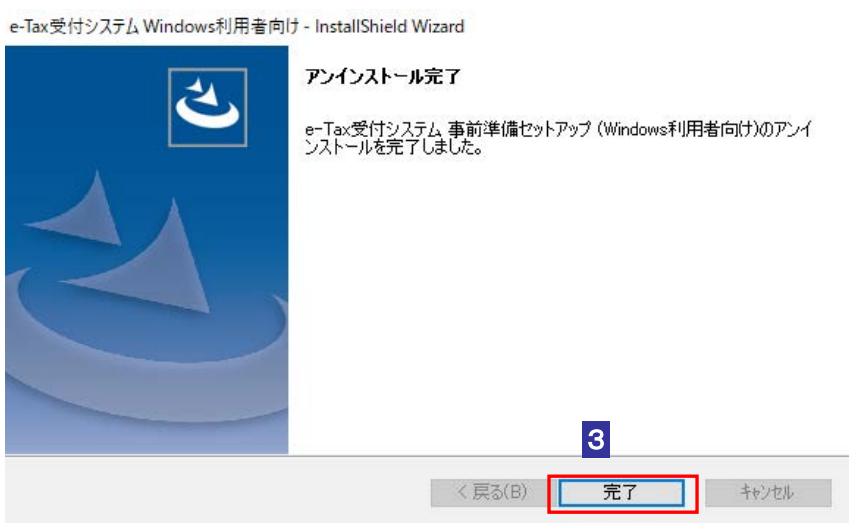 e-Tax受付システム Windows利用者向け - InstallShield Wizard
アンインストール完了
e-Tax受付システム 事前準備セットアップ (Windows利用者向け)のアンイ
ンストールを完了しました。
3
< 戻る(B)
完了
キャンセル